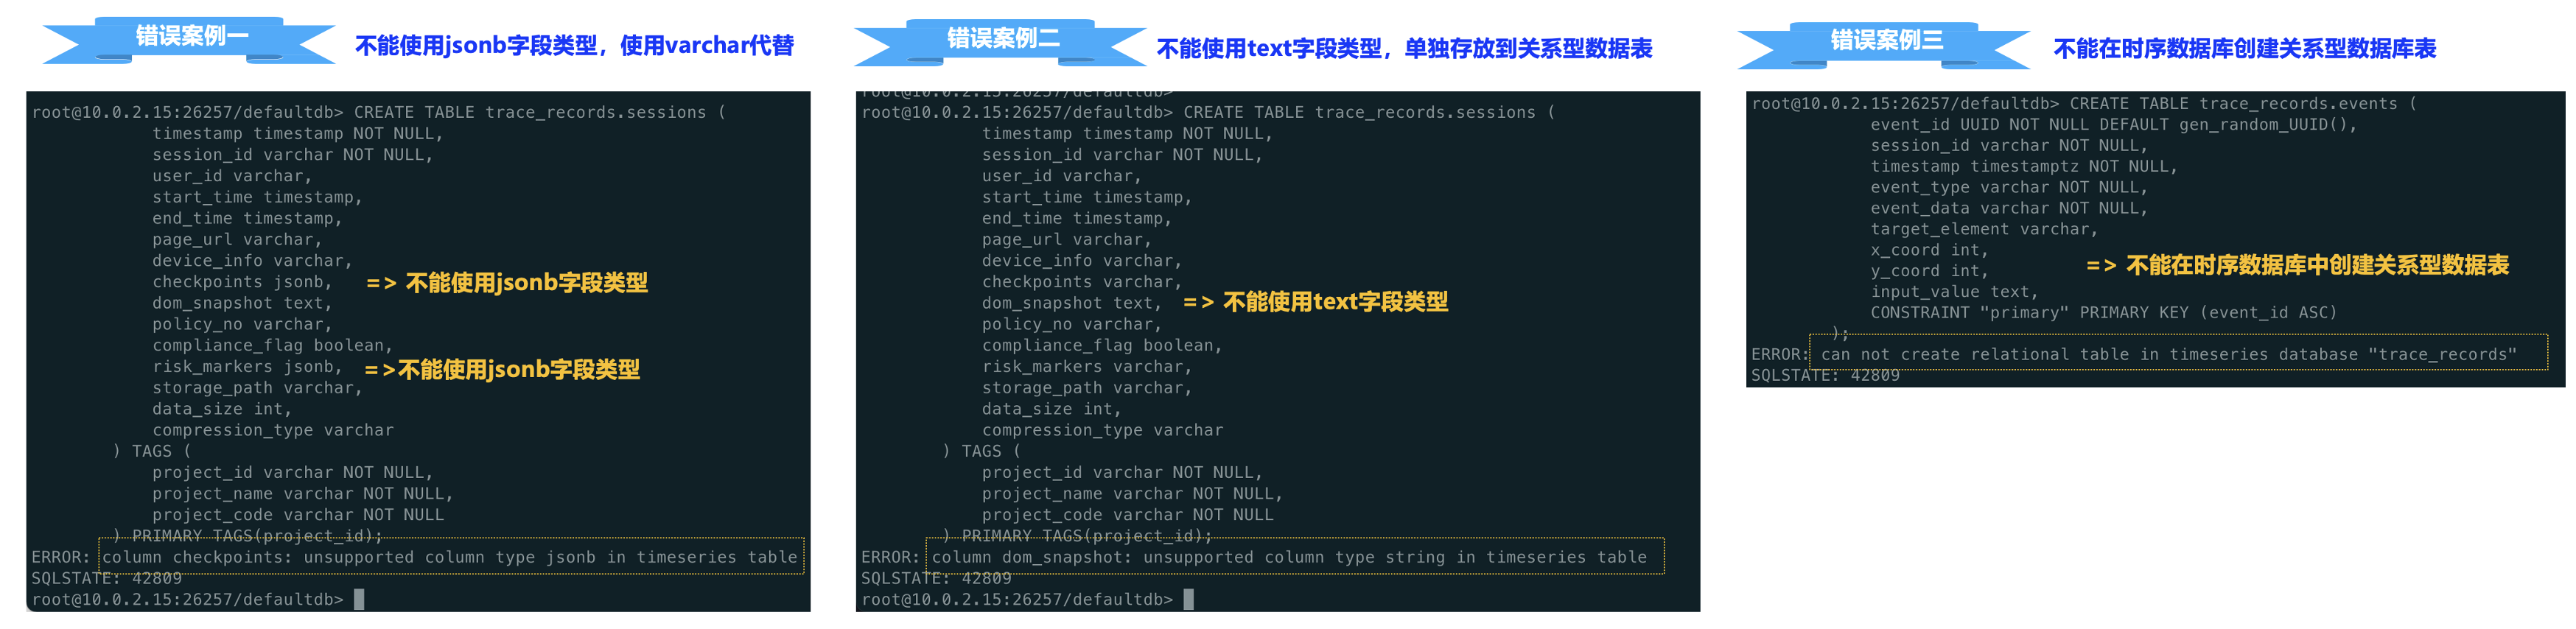 错误案例一
不能使用jsonb字段类型，使用varchar代替
root@10.0.2.15:26257/defaultdb> CREATE TABLE trace_records.sessions (
timestamp timestamp NOT NULL,
session_id varchar NOT NULL,
user_id varchar,
start_time timestamp,
end_time timestamp,
page_url varchar,
device_info varchar,
checkpoints jsonb, => 不能使用jsonb字段类型
dom_snapshot text,
policy_no varchar,
compliance_flag boolean,
risk_markers jsonb, =>不能使用jsonb字段类型
storage_path varchar,
data_size int,
compression_type varchar
) TAGS (
project_id varchar NOT NULL,
project_name varchar NOT NULL,
project_code varchar NOT NULL
) PRIMARY TAGS(project_id);
ERROR: column checkpoints: unsupported column type jsonb in timeseries table
SQLSTATE: 42809
root@10.0.2.15:26257/defaultdb>
错误案例二
不能使用text字段类型，单独存放到关系型数据表
root@10.0.2.15:26257/defaultdb>
root@10.0.2.15:26257/defaultdb> CREATE TABLE trace_records.sessions (
timestamp timestamp NOT NULL,
session_id varchar NOT NULL,
user_id varchar,
start_time timestamp,
end_time timestamp,
page_url varchar,
device_info varchar,
checkpoints varchar,
dom_snapshot text, => 不能使用text字段类型
policy_no varchar,
compliance_flag boolean,
risk_markers varchar,
storage_path varchar,
data_size int,
compression_type varchar
) TAGS (
project_id varchar NOT NULL,
project_name varchar NOT NULL,
project_code varchar NOT NULL
) PRIMARY TAGS(project_id);
ERROR: column dom_snapshot: unsupported column type string in timeseries table
SQLSTATE: 42809
root@10.0.2.15:26257/defaultdb>
错误案例三
不能在时序数据库创建关系型数据库表
root@10.0.2.15:26257/defaultdb> CREATE TABLE trace_records.events (
event_id UUID NOT NULL DEFAULT gen_random_UUID(),
session_id varchar NOT NULL,
timestamp timestamptz NOT NULL,
event_type varchar NOT NULL,
event_data varchar NOT NULL,
target_element varchar,
x_coord int,
y_coord int, => 不能在时序数据库中创建关系型数据表
input_value text,
CONSTRAINT "primary" PRIMARY KEY (event_id ASC)
);
ERROR: can not create relational table in timeseries database "trace_records"
SQLSTATE: 42809